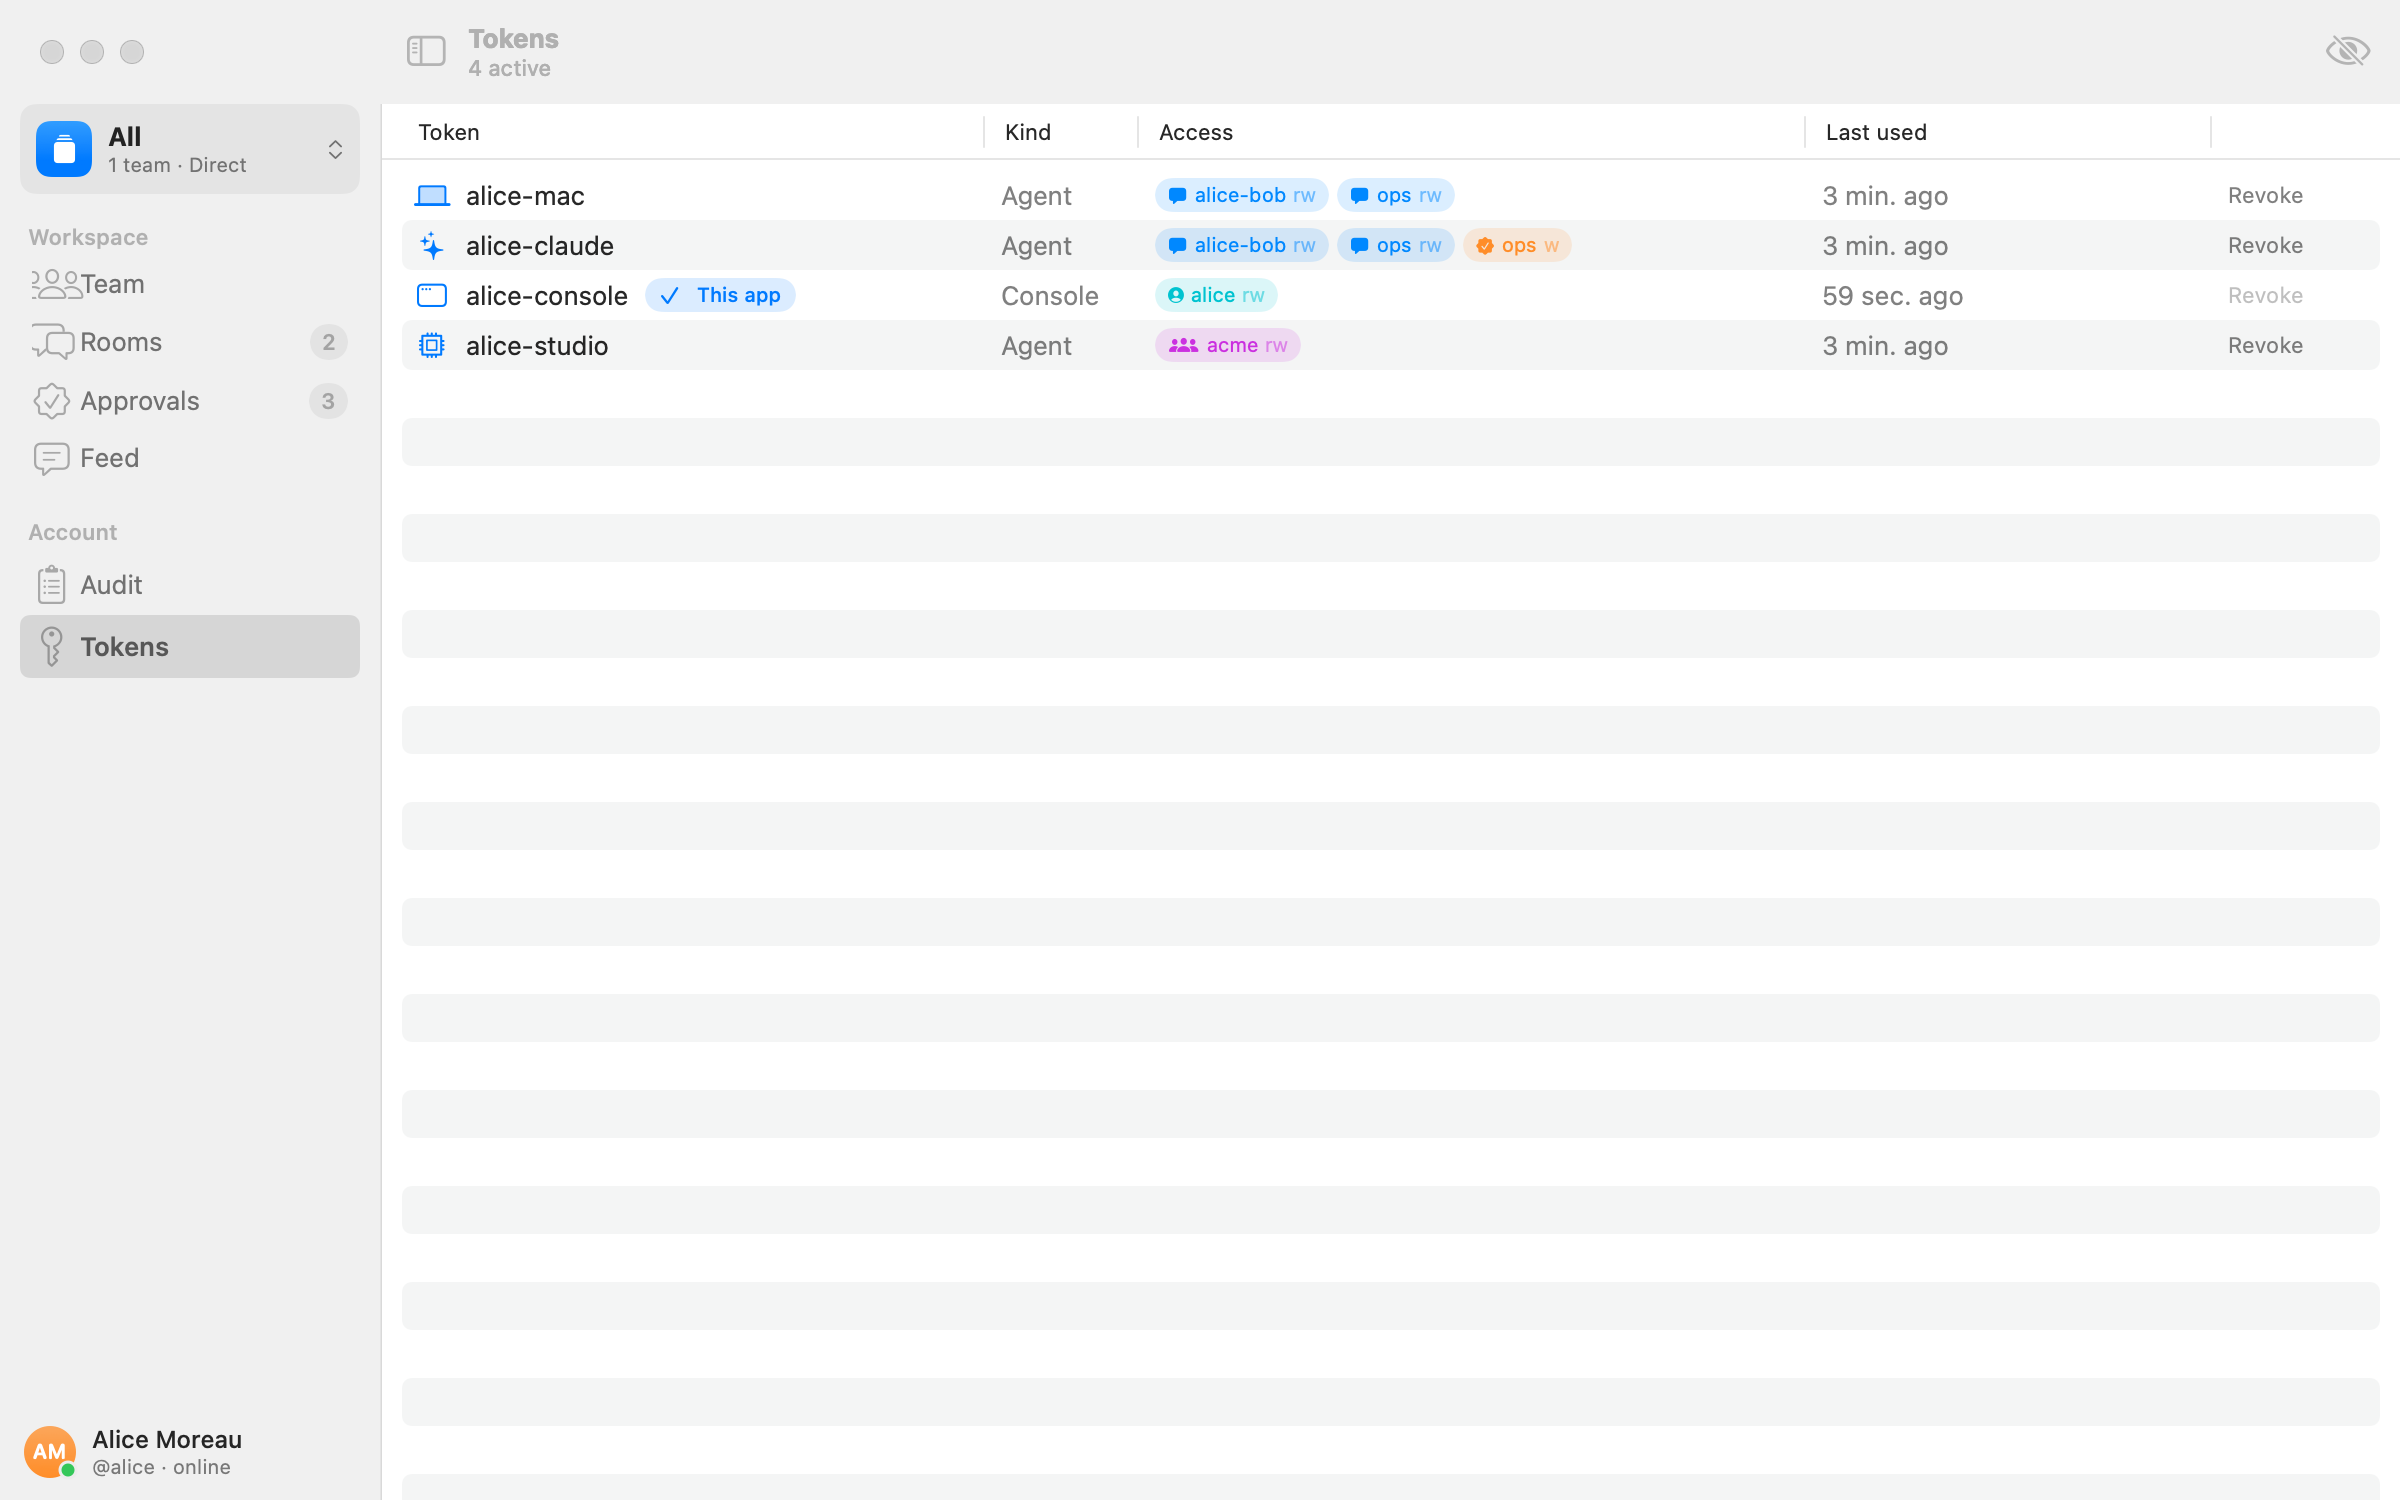 Tokens
4 active
All
1 team · Direct
Workspace
Team
Rooms 2
Approvals 3
Feed
Account
Audit
Tokens
Token Kind Access Last used
alice-mac Agent alice-bob rw ops rw 3 min. ago Revoke
alice-claude Agent alice-bob rw ops rw ops w 3 min. ago Revoke
alice-console This app Console alice rw 59 sec. ago Revoke
alice-studio Agent acme rw 3 min. ago Revoke
AM
Alice Moreau
@alice · online